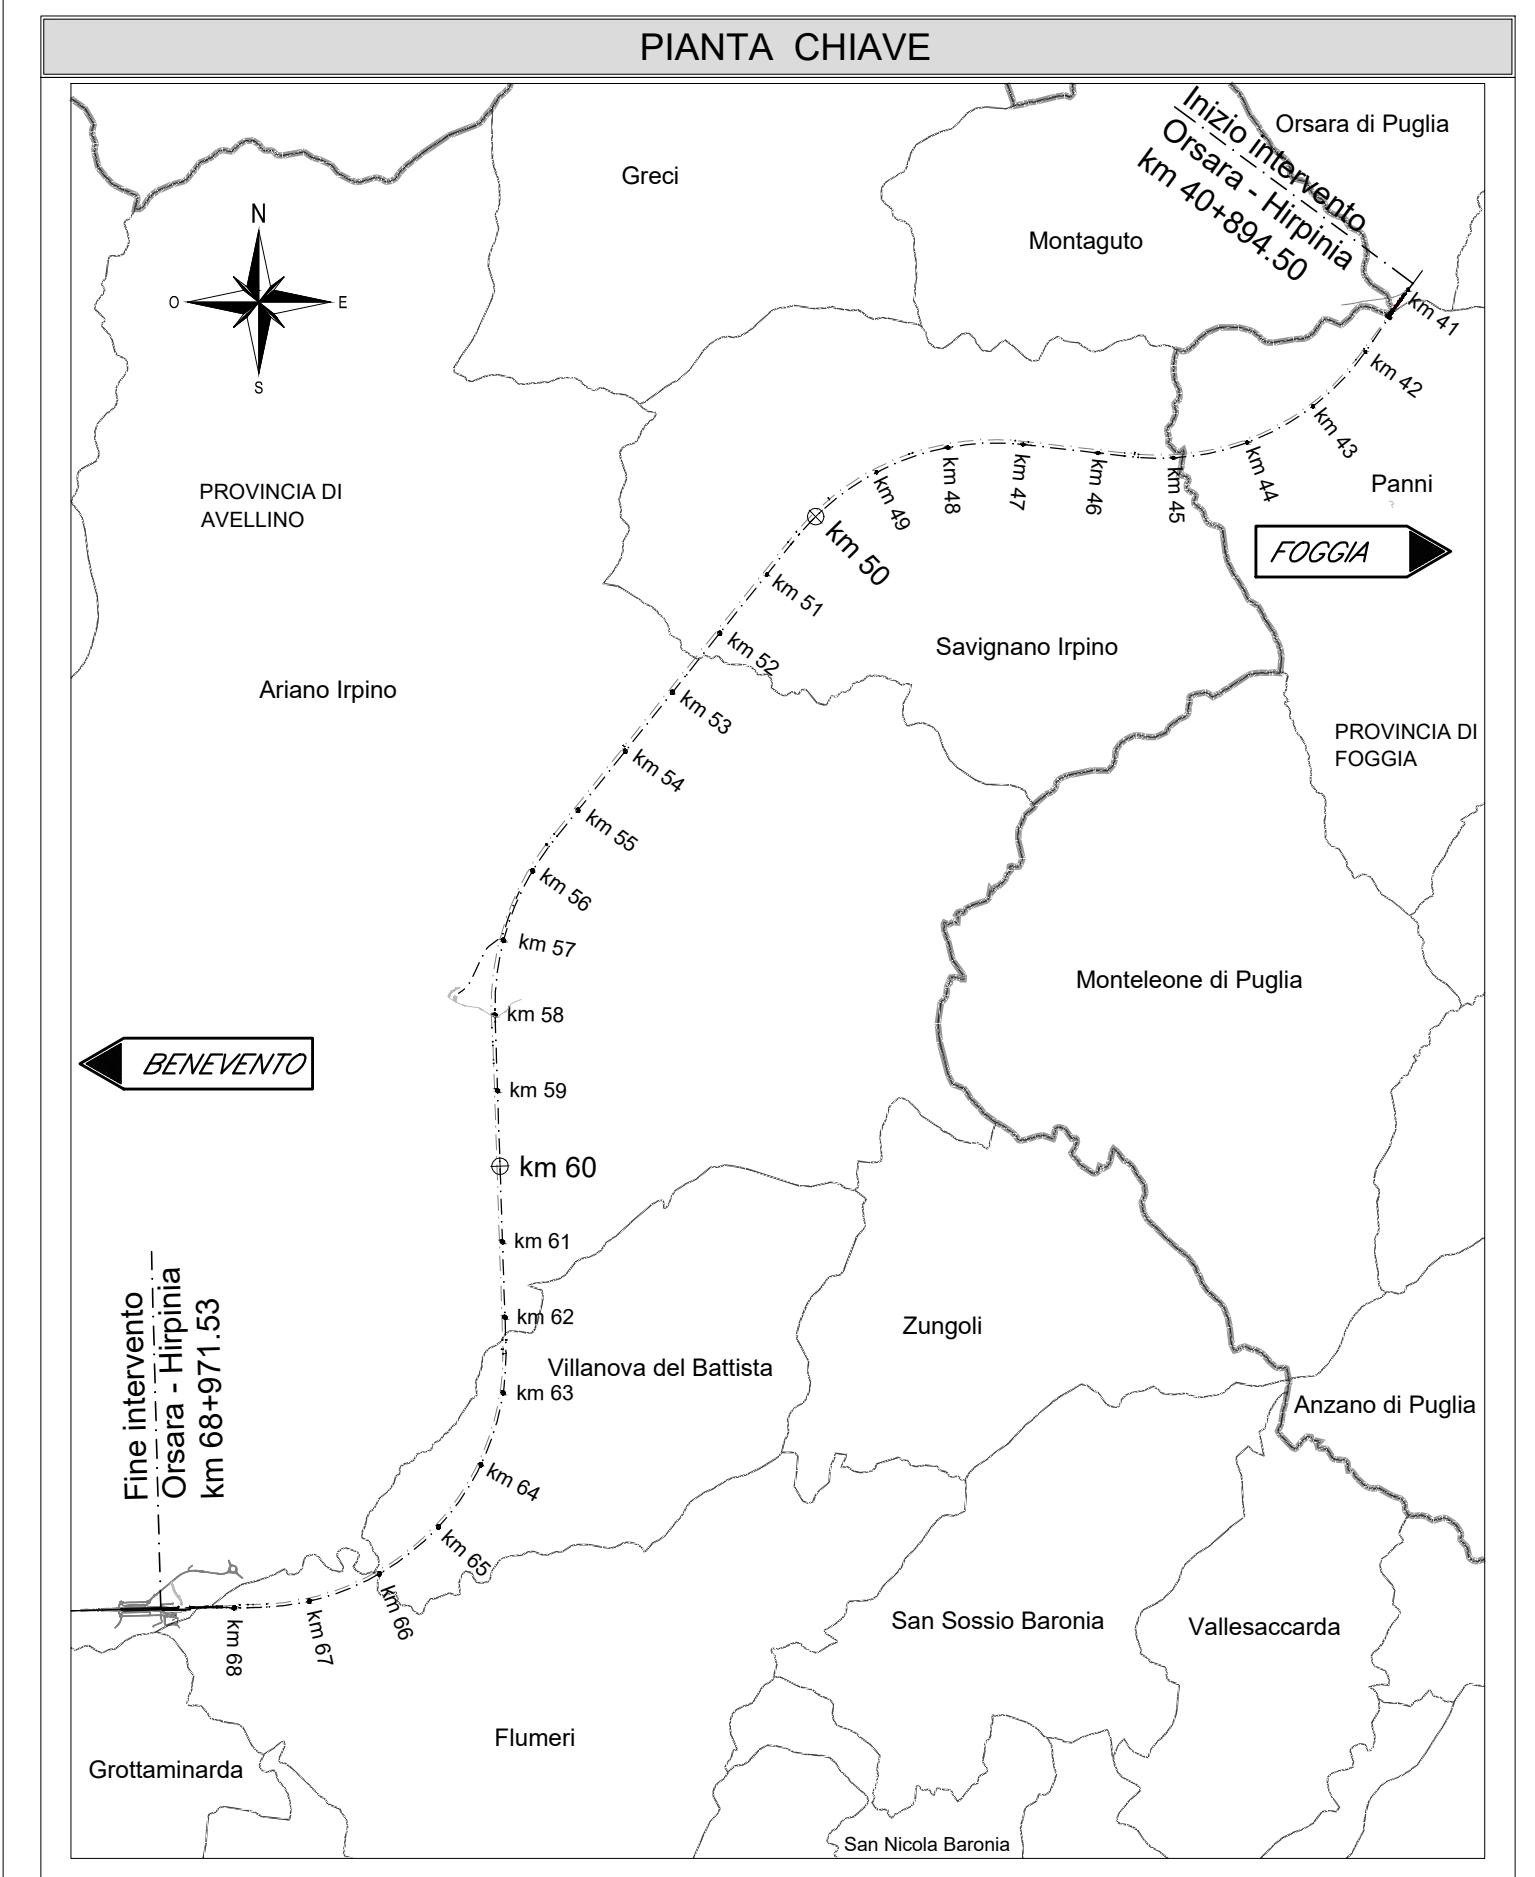 PIANTA CHIAVE
Inizio intervento
Orsara - Hirpinia
km 40+894.50
Orsara di Puglia
Greci
Montaguto
N
O
E
S
km 41
km 42
km 43
km 44
km 45
km 46
km 47
km 48
km 49
km 50
Panni
PROVINCIA DI
AVELLINO
FOGGIA
km 51
km 52
Savignano Irpino
Ariano Irpino
km 53
PROVINCIA DI
FOGGIA
km 54
km 55
km 56
km 57
Monteleone di Puglia
km 58
BENEVENTO
km 59
km 60
km 61
km 62
Zungoli
Villanova del Battista
km 63
Anzano di Puglia
Fine intervento
Orsara - Hirpinia
km 68+971.53
km 64
km 65
km 66
km 67
km 68
San Sossio Baronia
Vallesaccarda
Flumeri
Grottaminarda
San Nicola Baronia